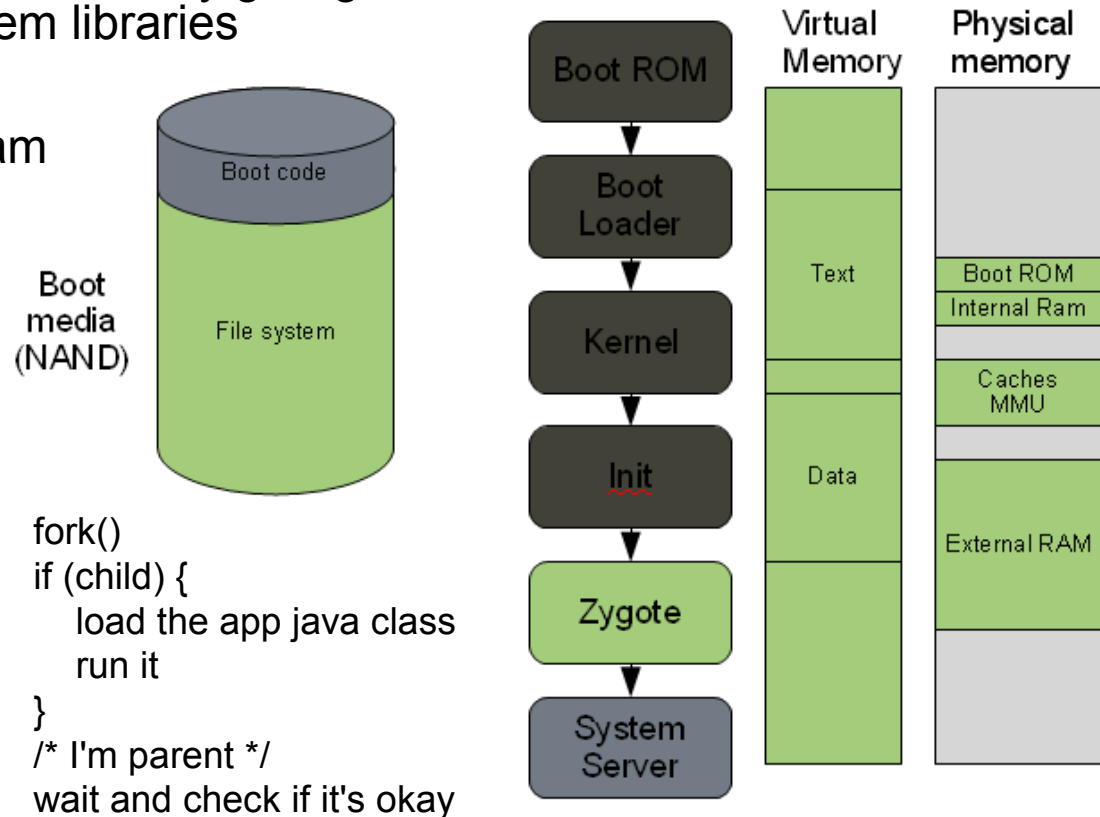 em libraries
am
Boot code
File system
Boot
media
(NAND)
fork()
if (child) {
load the app java class
run it
}
/* I'm parent */
wait and check if it's okay
Boot ROM
Boot
Loader
Kernel
Init
Zygote
System
Server
Virtual
Memory
Text
Data
Physical
memory
Boot ROM
Internal Ram
Caches
MMU
External RAM